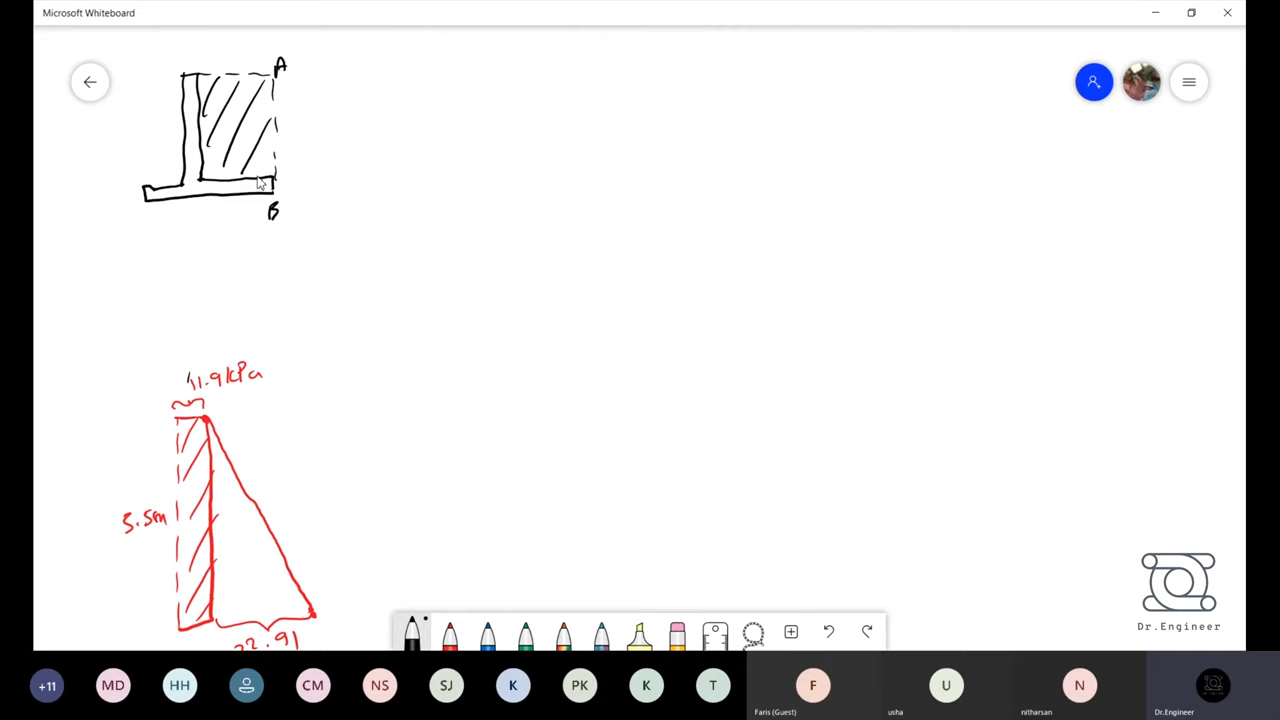 Microsoft Whiteboard
A
B
11.9kPa
5.5m
22.91
Dr.Engineer
+11
MD
HH
CM
NS
SJ
K
PK
K
T
F
U
N
Faris (Guest)
usha
nitharsan
Dr.Engineer